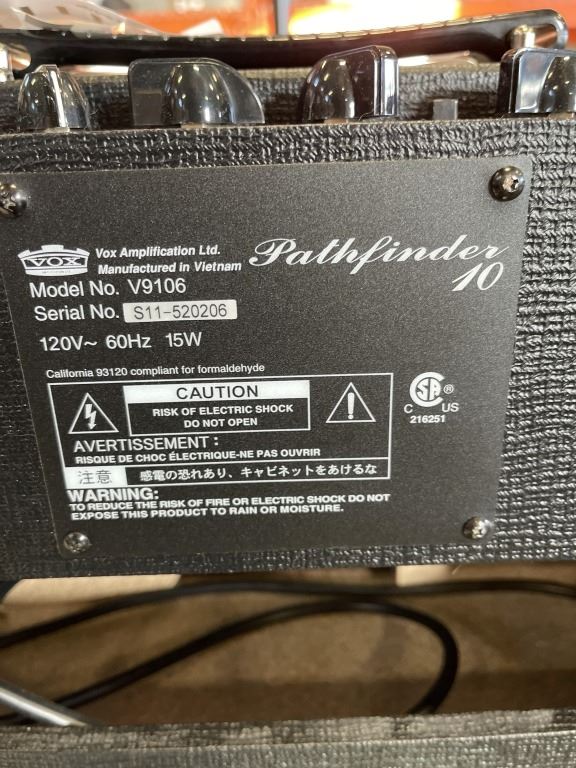 VOX
Vox Amplification Ltd.
Manufactured in Vietnam
Pathfinder
10
Model No. V9106
Serial No. S11-520206
120V~ 60Hz 15W
California 93120 compliant for formaldehyde
CAUTION
RISK OF ELECTRIC SHOCK
DO NOT OPEN
SA ®
C US
216251
AVERTISSEMENT :
RISQUE DE CHOC ÉLECTRIQUE-NE PAS OUVRIR
注意 感電の恐れあり、キャビネットをあけるな
WARNING:
TO REDUCE THE RISK OF FIRE OR ELECTRIC SHOCK DO NOT
EXPOSE THIS PRODUCT TO RAIN OR MOISTURE.